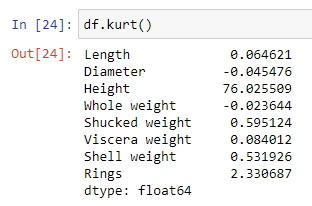 In [24]: df.kurt()
Out[24]: Length 0.064621
Diameter -0.045476
Height 76.025509
Whole weight -0.023644
Shucked weight 0.595124
Viscera weight 0.084012
Shell weight 0.531926
Rings 2.330687
dtype: float64